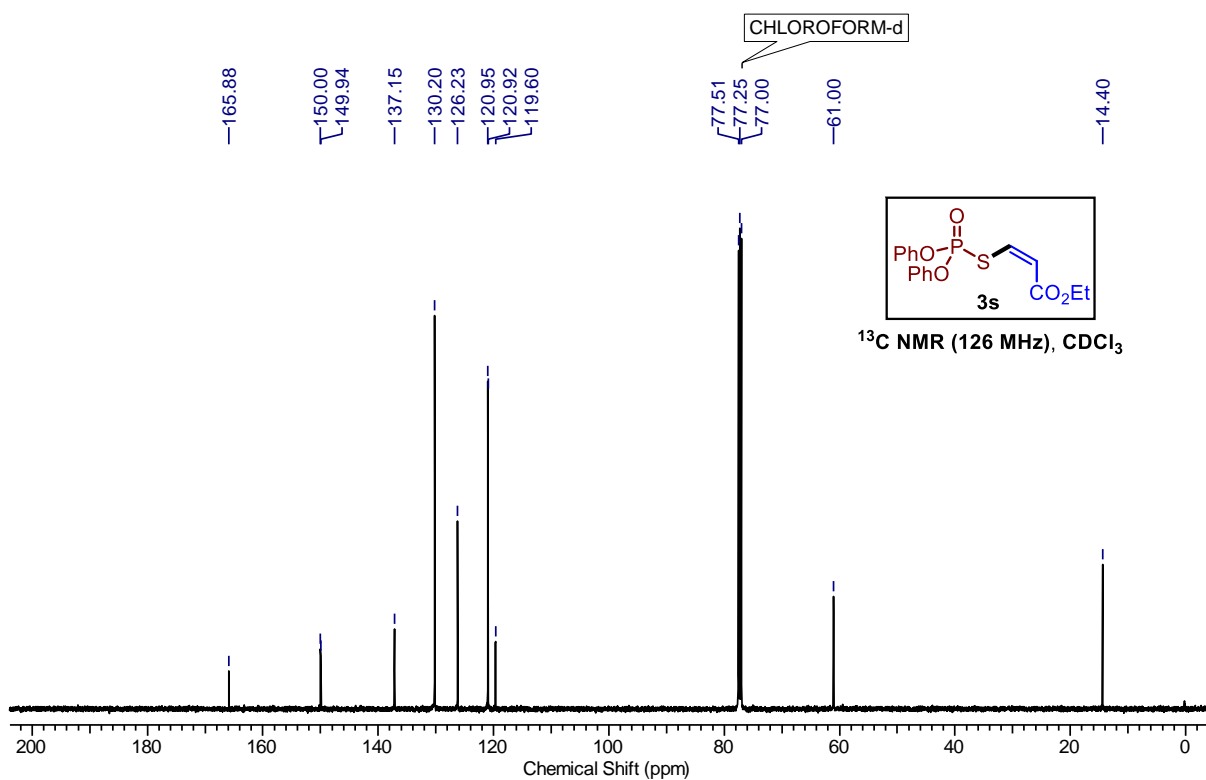 CHLOROFORM-d
165.88
150.00
149.94
137.15
130.20
126.23
120.95
120.92
119.60
77.51
77.25
77.00
61.00
14.40
O
PhO P
PhO S
CO2Et
3s
¹³C NMR (126 MHz), CDCl₃
200 180 160 140 120 100 80 60 40 20 0
Chemical Shift (ppm)